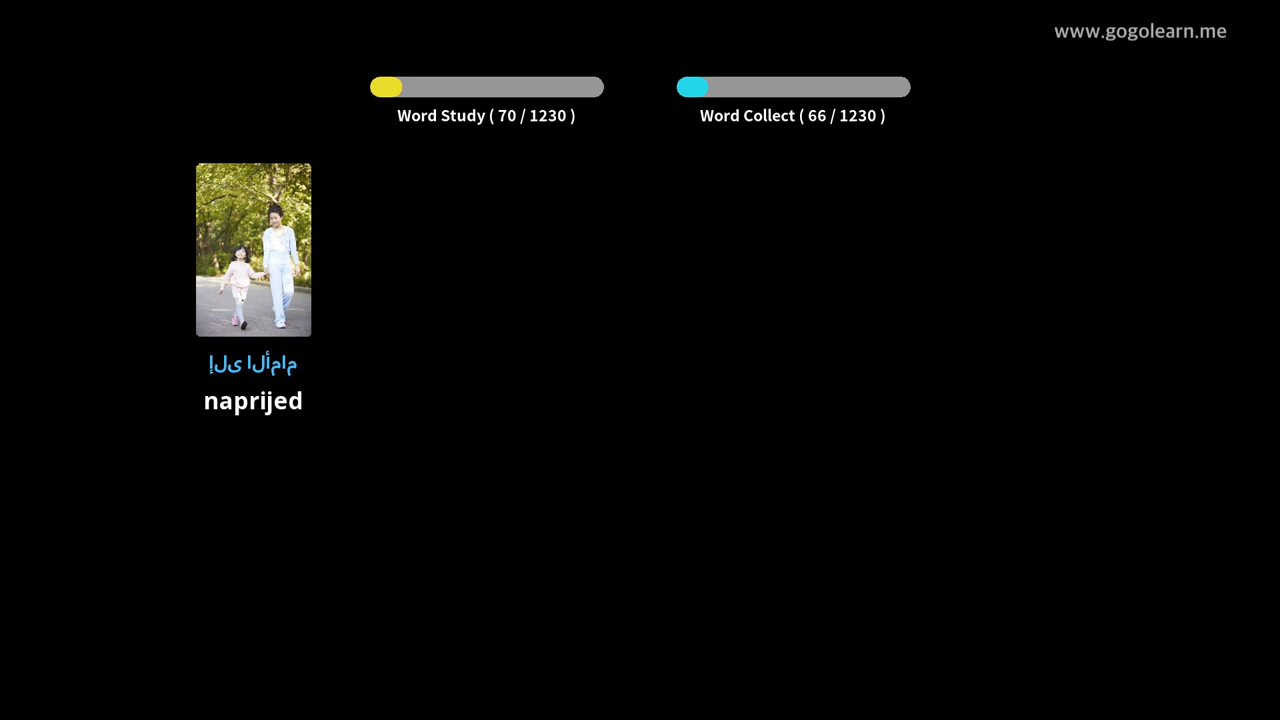 www.gogolearn.me
Word Study ( 70 / 1230 )
Word Collect ( 66 / 1230 )
إلى الأمام
naprijed